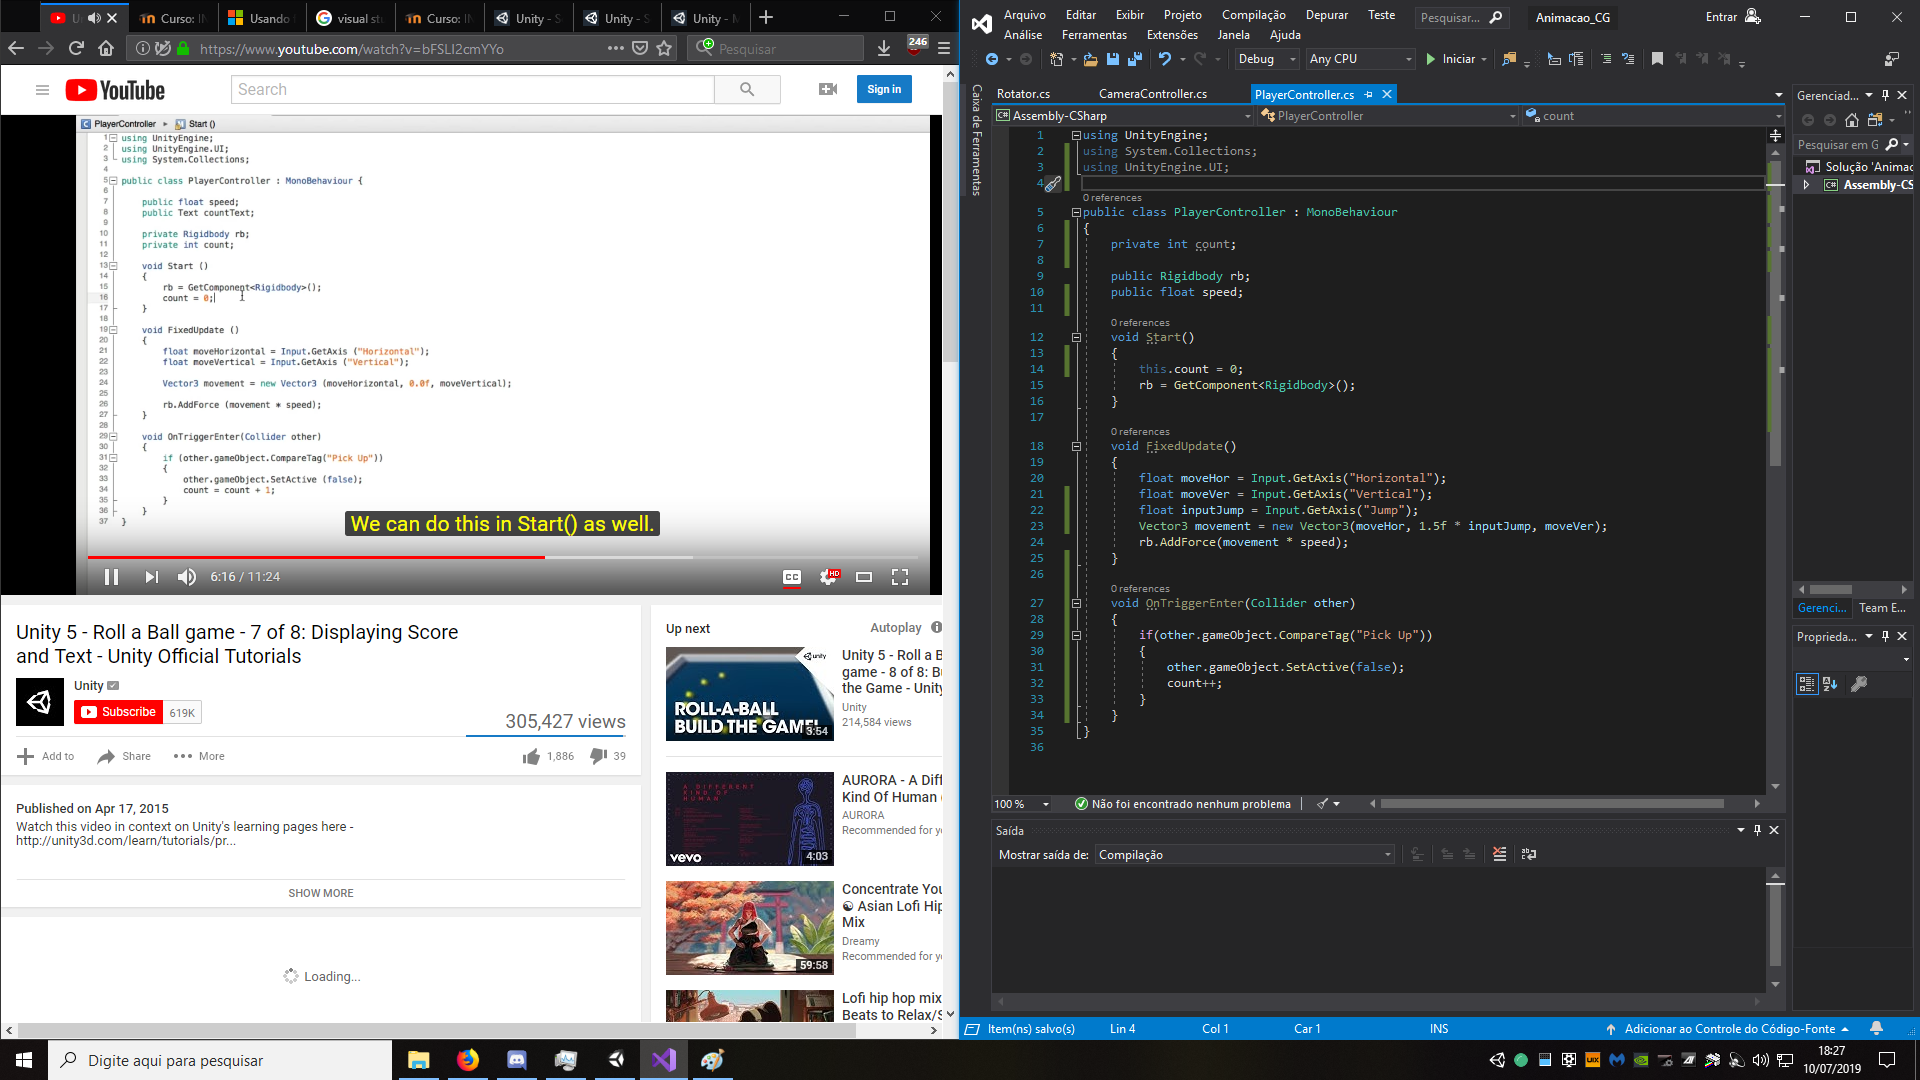 Curso: I
Usando
visual st
Curso: I
Unity - S
Unity - S
Unity - M
https://www.youtube.com/watch?v=bFSLI2cmYYo
Pesquisar
246
YouTube
Search
Sign in
PlayerController
Start ()
1 using UnityEngine;
2 using UnityEngine.UI;
3 using System.Collections;
4
5 public class PlayerController : MonoBehaviour {
6
7 public float speed;
8 public Text countText;
9
10 private Rigidbody rb;
11 private int count;
12
13 void Start ()
14 {
15 rb = GetComponent<Rigidbody>();
16 count = 0;
17 }
18
19 void FixedUpdate ()
20 {
21 float moveHorizontal = Input.GetAxis ("Horizontal");
22 float moveVertical = Input.GetAxis ("Vertical");
23
24 Vector3 movement = new Vector3 (moveHorizontal, 0.0f, moveVertical);
25
26 rb.AddForce (movement * speed);
27 }
28
29 void OnTriggerEnter(Collider other)
30 {
31 if (other.gameObject.CompareTag("Pick Up"))
32 {
33 other.gameObject.SetActive (false);
34 count = count + 1;
35 }
36 }
37 }
We can do this in Start() as well.
6:16 / 11:24
CC
HD
Unity 5 - Roll a Ball game - 7 of 8: Displaying Score
and Text - Unity Official Tutorials
Unity
Subscribe 619K
305,427 views
Add to Share More 1,886 39
Published on Apr 17, 2015
Watch this video in context on Unity's learning pages here -
http://unity3d.com/learn/tutorials/pr...
SHOW MORE
Loading...
Up next
Autoplay
unity
ROLL-A-BALL
BUILD THE GAME!
3:54
Unity 5 - Roll a B
game - 8 of 8: Bu
the Game - Unity
Unity
214,584 views
A DIFFERENT
KIND OF
HUMAN
vevo
4:03
AURORA - A Diff
Kind Of Human (
AURORA
Recommended for yo
59:58
Concentrate You
Asian Lofi Hip
Mix
Dreamy
Recommended for yo
Lofi hip hop mix
Beats to Relax/S
Arquivo Editar Exibir Projeto Compilação Depurar Teste
Análise Ferramentas Extensões Janela Ajuda
Pesquisar...
Animacao_CG
Entrar
Debug
Any CPU
Iniciar
Caixa de Ferramentas
Rotator.cs
CameraController.cs
PlayerController.cs
Assembly-CSharp
PlayerController
count
1 using UnityEngine;
2 using System.Collections;
3 using UnityEngine.UI;
4
0 references
5 public class PlayerController : MonoBehaviour
6 {
7 private int count;
8
9 public Rigidbody rb;
10 public float speed;
11
0 references
12 void Start()
13 {
14 this.count = 0;
15 rb = GetComponent<Rigidbody>();
16 }
17
0 references
18 void FixedUpdate()
19 {
20 float moveHor = Input.GetAxis("Horizontal");
21 float moveVer = Input.GetAxis("Vertical");
22 float inputJump = Input.GetAxis("Jump");
23 Vector3 movement = new Vector3(moveHor, 1.5f * inputJump, moveVer);
24 rb.AddForce(movement * speed);
25 }
26
0 references
27 void OnTriggerEnter(Collider other)
28 {
29 if(other.gameObject.CompareTag("Pick Up"))
30 {
31 other.gameObject.SetActive(false);
32 count++;
33 }
34 }
35 }
36
100 %
Não foi encontrado nenhum problema
Saída
Mostrar saída de:
Compilação
Gerenciad...
Pesquisar em G
Solução 'Animac
Assembly-CS
Gerenci...
Team E...
Proprieda...
Item(ns) salvo(s)
Lin 4
Col 1
Car 1
INS
Adicionar ao Controle do Código-Fonte
Digite aqui para pesquisar
18:27
10/07/2019